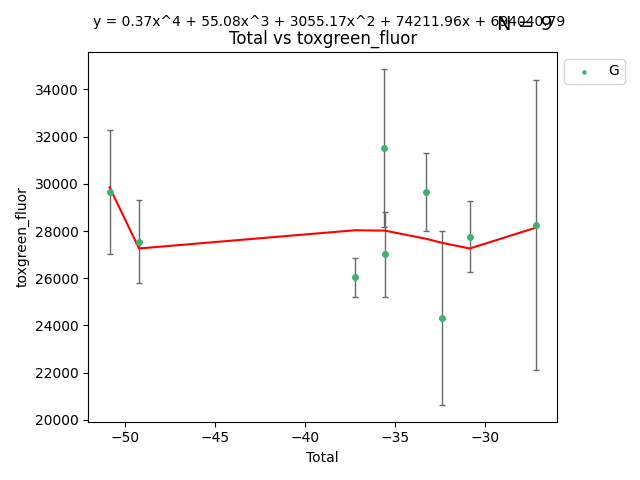 y = 0.37x^4 + 55.08x^3 + 3055.17x^2 + 74211.96x +
N = 9
Total vs toxgreen_fluor
G
34000
32000
30000
28000
26000
24000
22000
20000
toxgreen_fluor
−50 −45 −40 −35 −30
Total